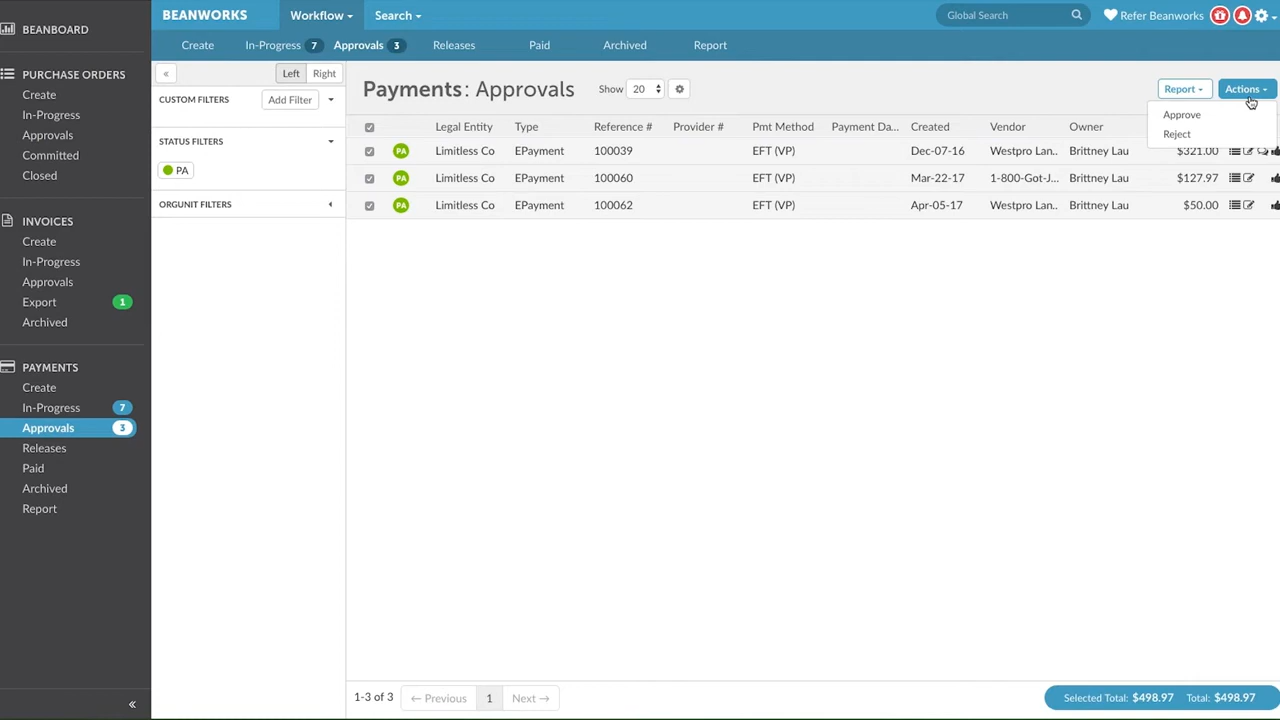 BEANBOARD
PURCHASE ORDERS
Create
In-Progress
Approvals
Committed
Closed
INVOICES
Create
In-Progress
Approvals
Export 1
Archived
PAYMENTS
Create
In-Progress 7
Approvals 3
Releases
Paid
Archived
Report
«
BEANWORKS Workflow Search Global Search Refer Beanworks
Create In-Progress 7 Approvals 3 Releases Paid Archived Report
« Left Right
CUSTOM FILTERS Add Filter
STATUS FILTERS
PA
ORGUNIT FILTERS
Payments: Approvals Show 20 Report Actions
Approve
Reject
Legal Entity Type Reference # Provider # Pmt Method Payment Da... Created Vendor Owner
PA Limitless Co EPayment 100039 EFT (VP) Dec-07-16 Westpro Lan.. Brittney Lau $321.00
PA Limitless Co EPayment 100060 EFT (VP) Mar-22-17 1-800-Got-J... Brittney Lau $127.97
PA Limitless Co EPayment 100062 EFT (VP) Apr-05-17 Westpro Lan.. Brittney Lau $50.00
1-3 of 3 ← Previous 1 Next → Selected Total: $498.97 Total: $498.97